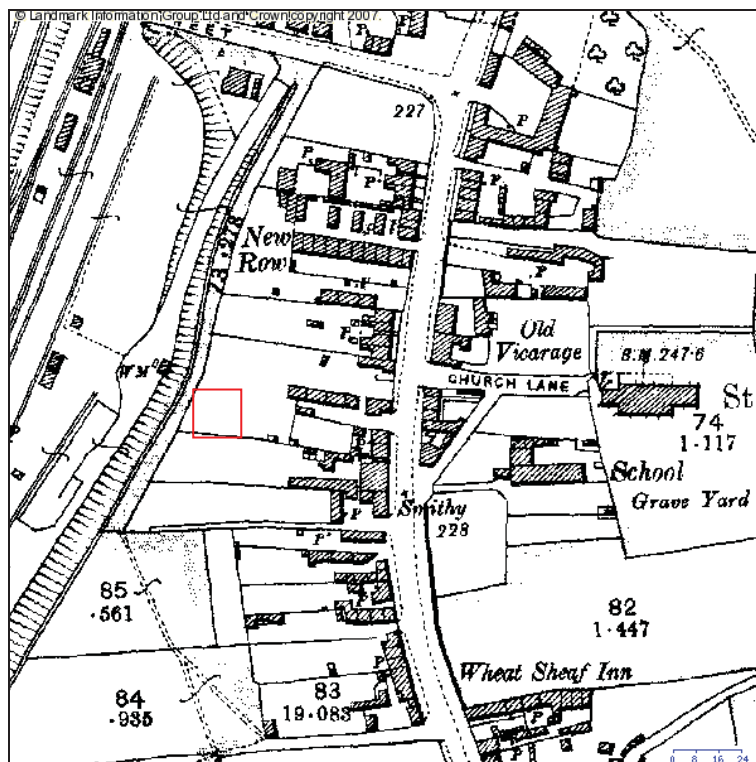 © Landmark Information Group Ltd and Crown copyright 2007.
P
P
227
P
P
P
P
New
Row
73
.278
P
P
Old
Vicarage
B.M. 247.6
W M
CHURCH LANE
St
74
1.117
School
Grave Yard
Smithy
228
P
P
85
.561
82
1.447
Wheat Sheaf Inn
P
83
19.083
84
.935
P
P
0 8 16 24